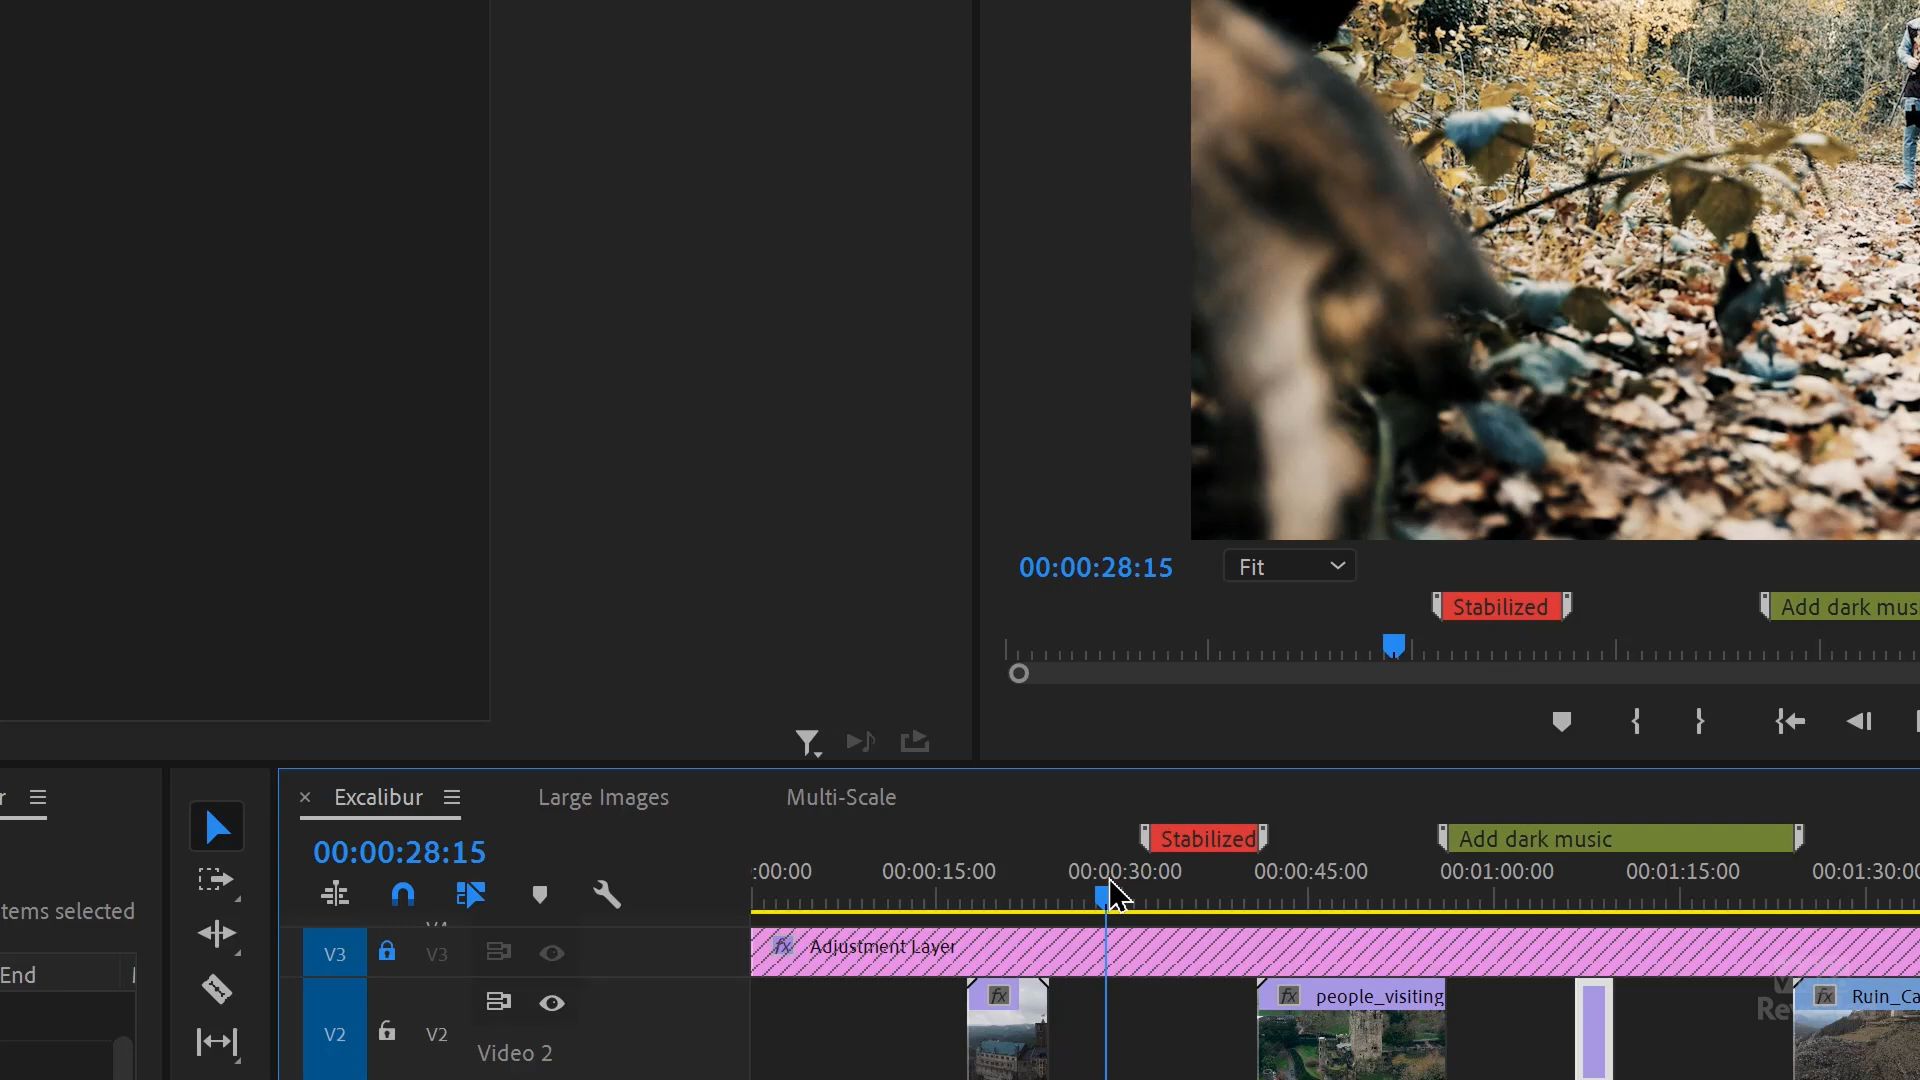 00:00:28:15
Fit
Stabilized
Add dark mus
r
Excalibur
Large Images
Multi-Scale
00:00:28:15
Stabilized
Add dark music
:00:00
00:00:15:00
00:00:30:00
00:00:45:00
00:01:00:00
00:01:15:00
00:01:30:00
tems selected
V3
V3
fx
Adjustment Layer
End
fx
fx
people_visiting
fx
Ruin_Ca
V2
V2
Video 2